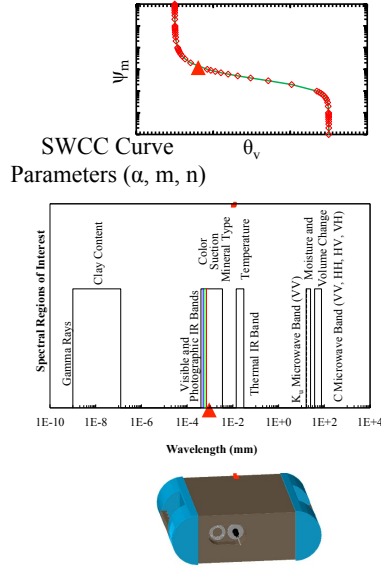 Ψm
θv
SWCC Curve
Parameters (α, m, n)
Spectral Regions of Interest
Gamma Rays
Clay Content
Visible and
Photographic IR Bands
Color
Suction
Mineral Type
Temperature
Thermal IR Band
Ku Microwave Band (VV)
Moisture and
Volume Change
C Microwave Band (VV, HH, HV, VH)
1E-10 1E-8 1E-6 1E-4 1E-2 1E+0 1E+2 1E+4
Wavelength (mm)